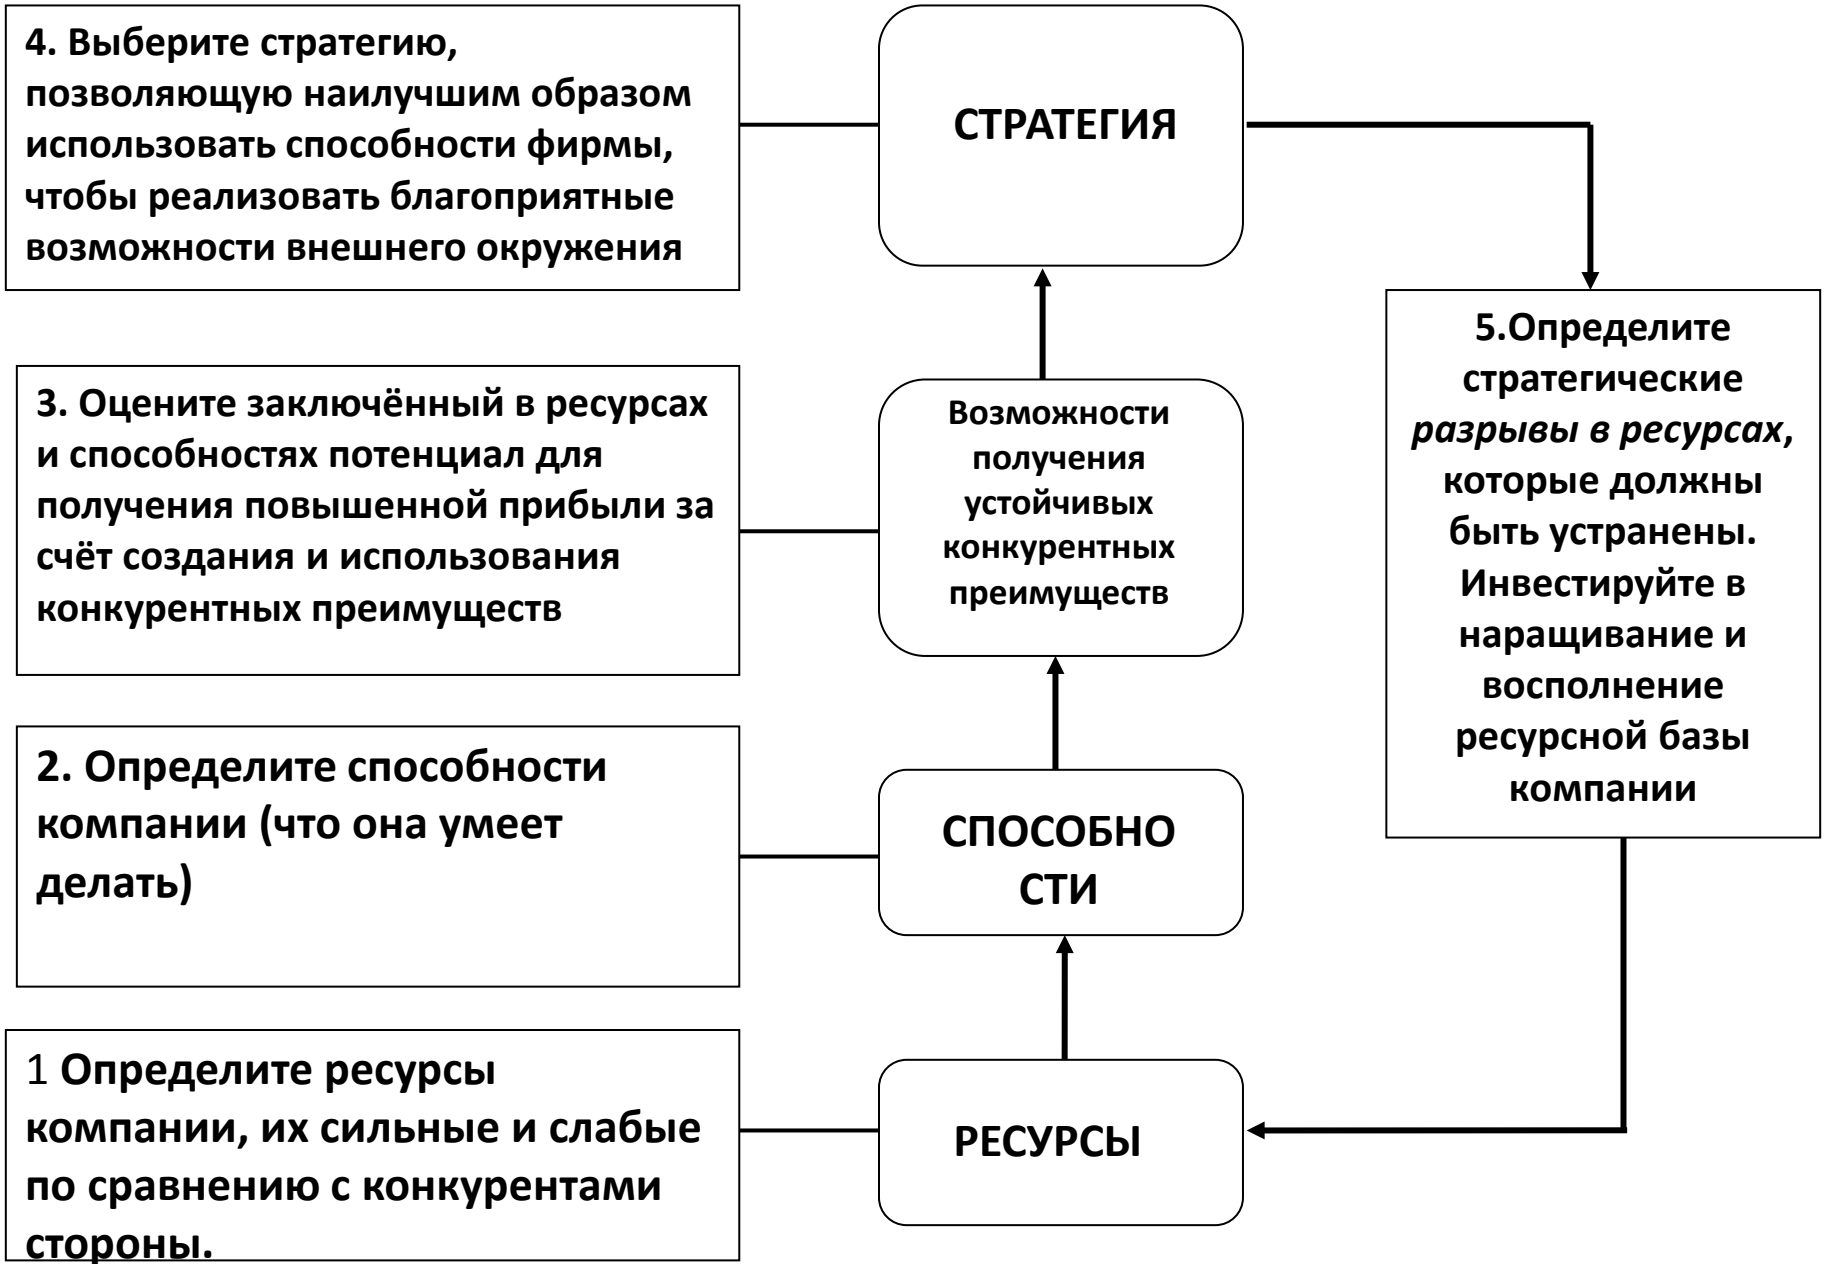 4. Выберите стратегию,
позволяющую наилучшим образом
использовать способности фирмы,
чтобы реализовать благоприятные
возможности внешнего окружения
СТРАТЕГИЯ
5.Определите
стратегические
разрывы в ресурсах,
которые должны
быть устранены.
Инвестируйте в
наращивание и
восполнение
ресурсной базы
компании
3. Оцените заключённый в ресурсах
и способностях потенциал для
получения повышенной прибыли за
счёт создания и использования
конкурентных преимуществ
Возможности
получения
устойчивых
конкурентных
преимуществ
2. Определите способности
компании (что она умеет
делать)
СПОСОБНО
СТИ
1 Определите ресурсы
компании, их сильные и слабые
по сравнению с конкурентами
стороны.
РЕСУРСЫ